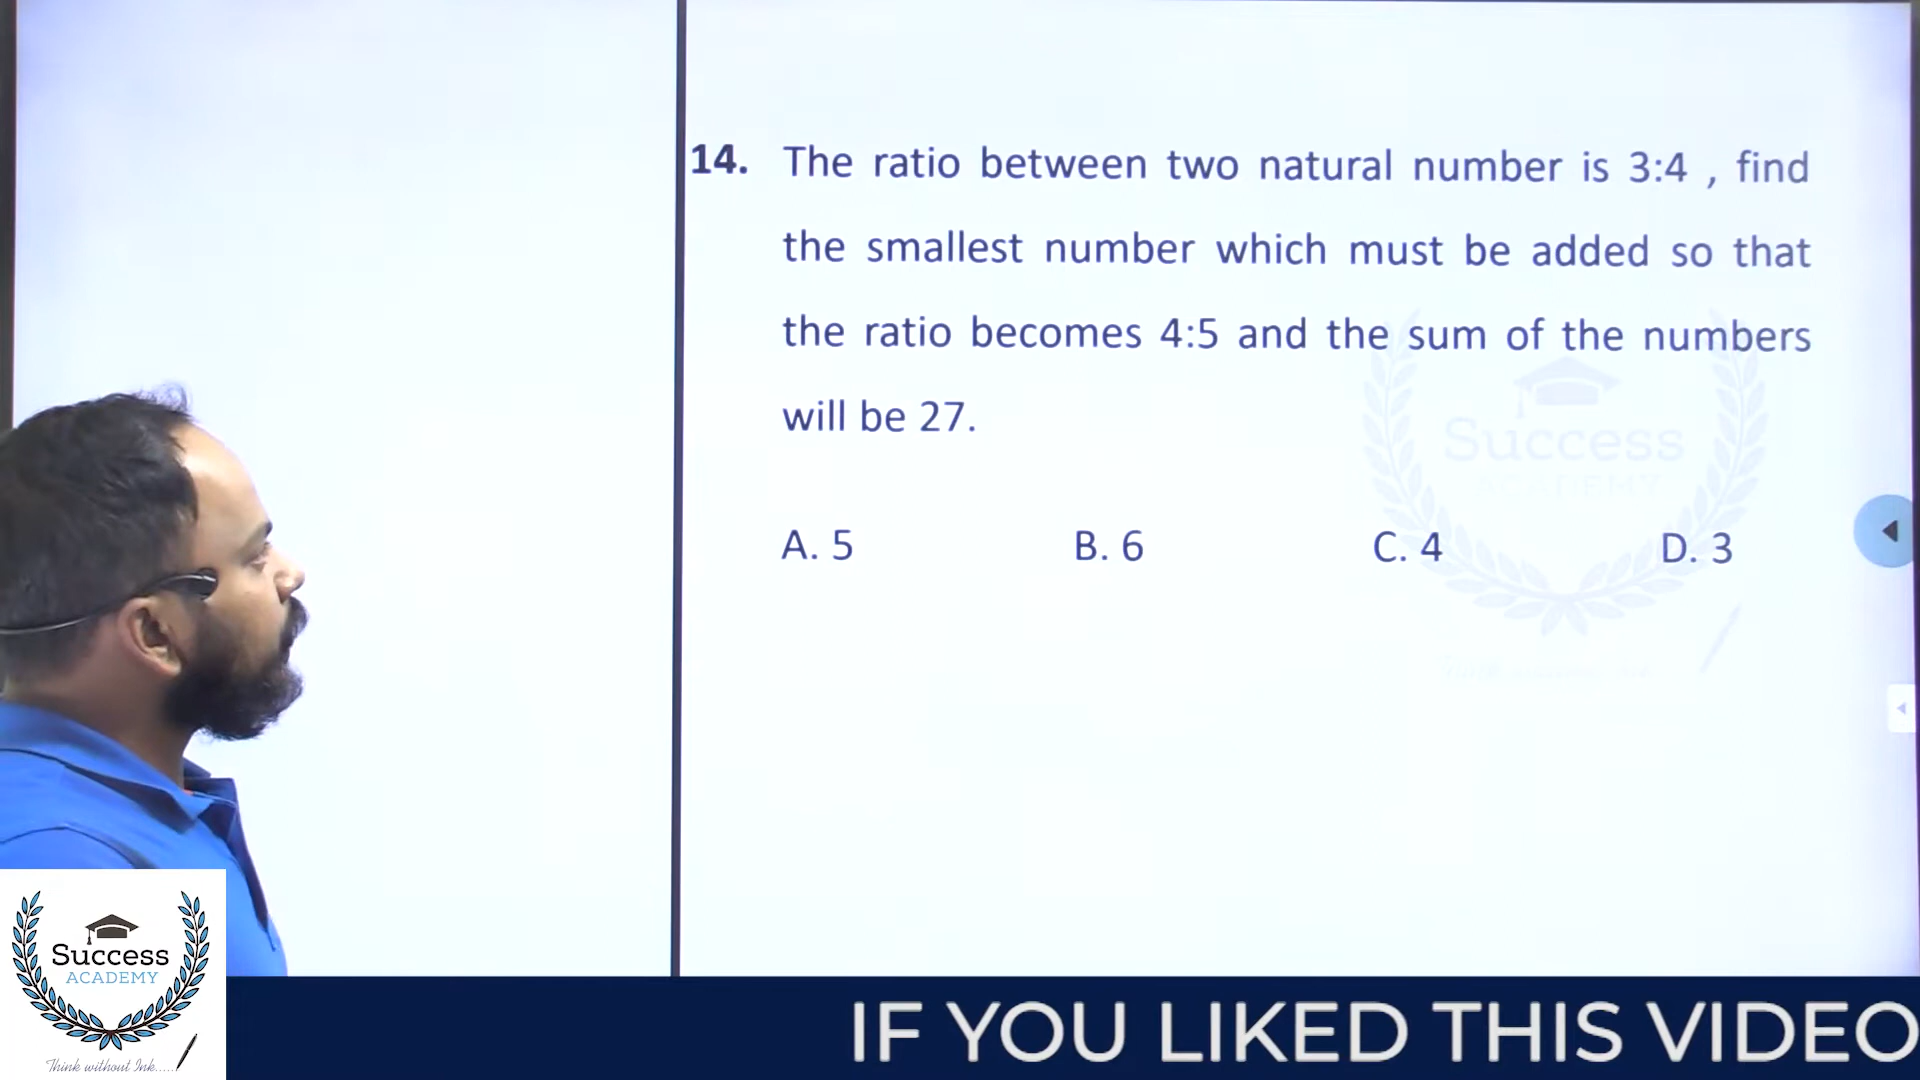 14. The ratio between two natural number is 3:4 , find
the smallest number which must be added so that
the ratio becomes 4:5 and the sum of the numbers
will be 27.
Success
ACADEMY
A. 5 B. 6 C. 4 D. 3
Success
ACADEMY
Think without Ink......
IF YOU LIKED THIS VIDEO